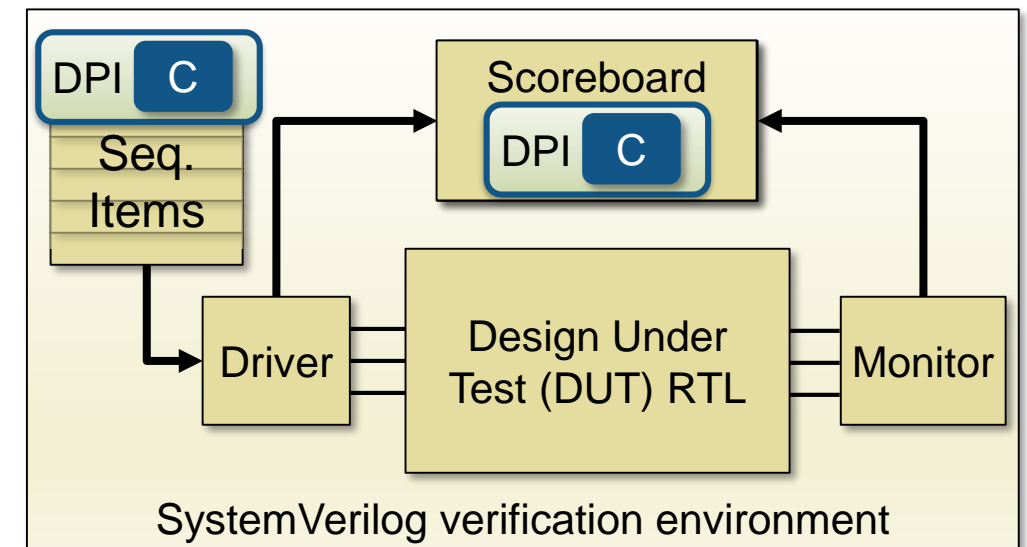 DPI C
Seq.
Items
Scoreboard
DPI C
Driver
Design Under
Test (DUT) RTL
Monitor
SystemVerilog verification environment